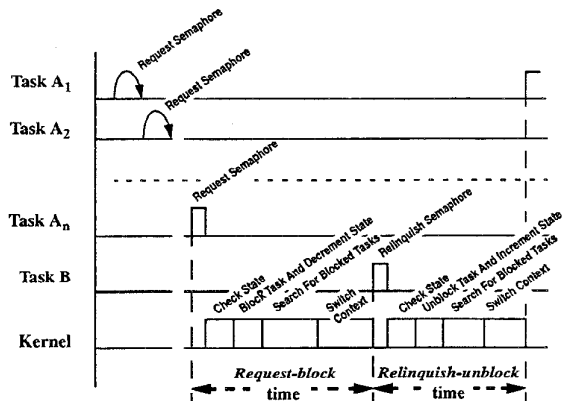 Request Semaphore
Task A1
Request Semaphore
Task A2
Request Semaphore
Task An
Relinquish Semaphore
Task B
Check State
Block Task And Decrement State
Search For Blocked Tasks
Switch
Context
Check State
Unblock Task And Increment State
Search For Blocked Tasks
Switch Context
Kernel
Request-block
time
Relinquish-unblock
time